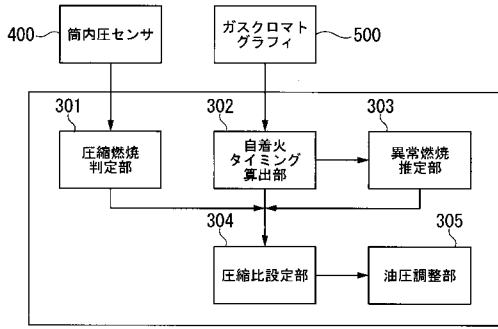 400
筒内圧センサ
ガスクロマト
グラフィ
500
301
圧縮燃焼
判定部
302
自着火
タイミング
算出部
303
異常燃焼
推定部
304
圧縮比設定部
305
油圧調整部